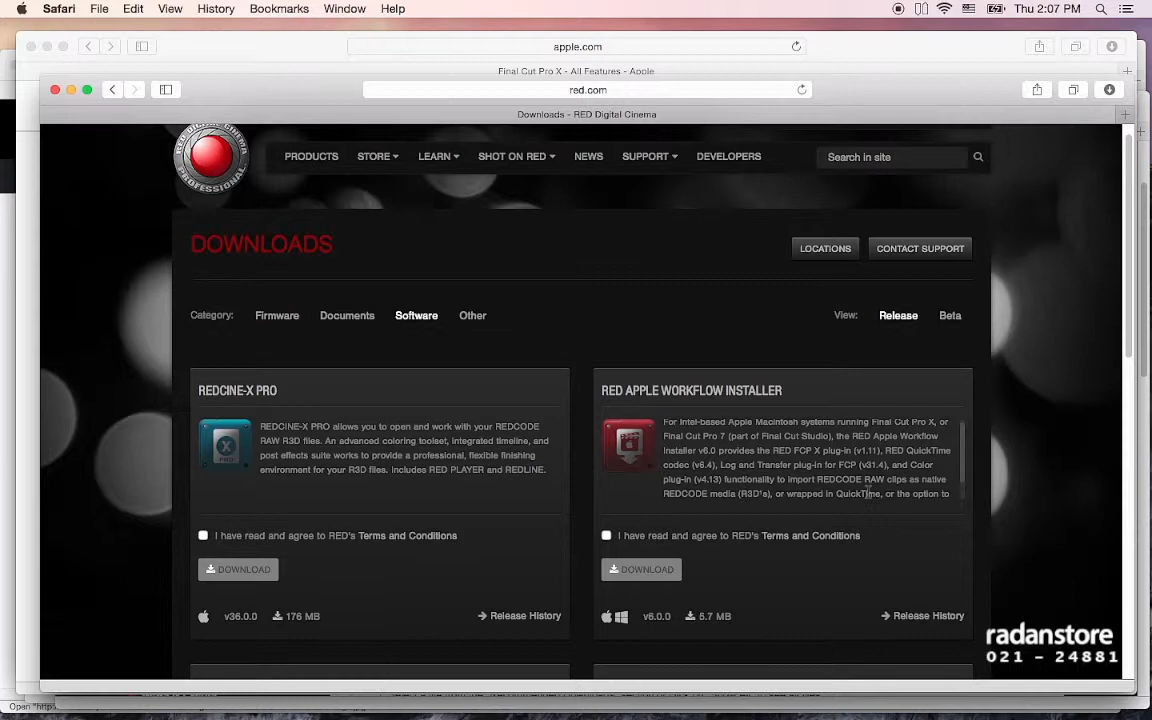 Safari File Edit View History Bookmarks Window Help Thu 2:07 PM
apple.com
Final Cut Pro X - All Features - Apple
red.com
Downloads - RED Digital Cinema
RED DIGITAL CINEMA
PROFESSIONAL
PRODUCTS STORE LEARN SHOT ON RED NEWS SUPPORT DEVELOPERS Search in site
DOWNLOADS LOCATIONS CONTACT SUPPORT
Category: Firmware Documents Software Other View: Release Beta
REDCINE-X PRO
REDCINE-X PRO allows you to open and work with your REDCODE
RAW R3D files. An advanced coloring toolset, integrated timeline, and
post effects suite works to provide a professional, flexible finishing
environment for your R3D files. Includes RED PLAYER and REDLINE.
I have read and agree to RED's Terms and Conditions
DOWNLOAD
v36.0.0 176 MB Release History
RED APPLE WORKFLOW INSTALLER
For Intel-based Apple Macintosh systems running Final Cut Pro X, or
Final Cut Pro 7 (part of Final Cut Studio), the RED Apple Workflow
Installer v6.0 provides the RED FCP X plug-in (v1.11), RED QuickTime
codec (v6.4), Log and Transfer plug-in for FCP (v31.4), and Color
plug-in (v4.13) functionality to import REDCODE RAW clips as native
REDCODE media (R3D's), or wrapped in QuickTime, or the option to
I have read and agree to RED's Terms and Conditions
DOWNLOAD
v6.0.0 5.7 MB Release History
radanstore
021 - 24881